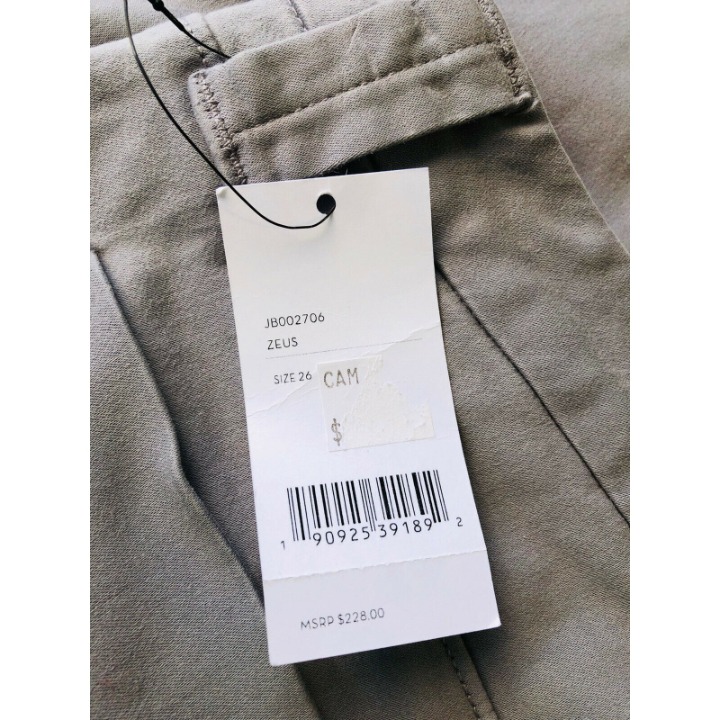 JB002706
ZEUS
SIZE 26 CAM
$
1 90925 39189 2
MSRP $228.00